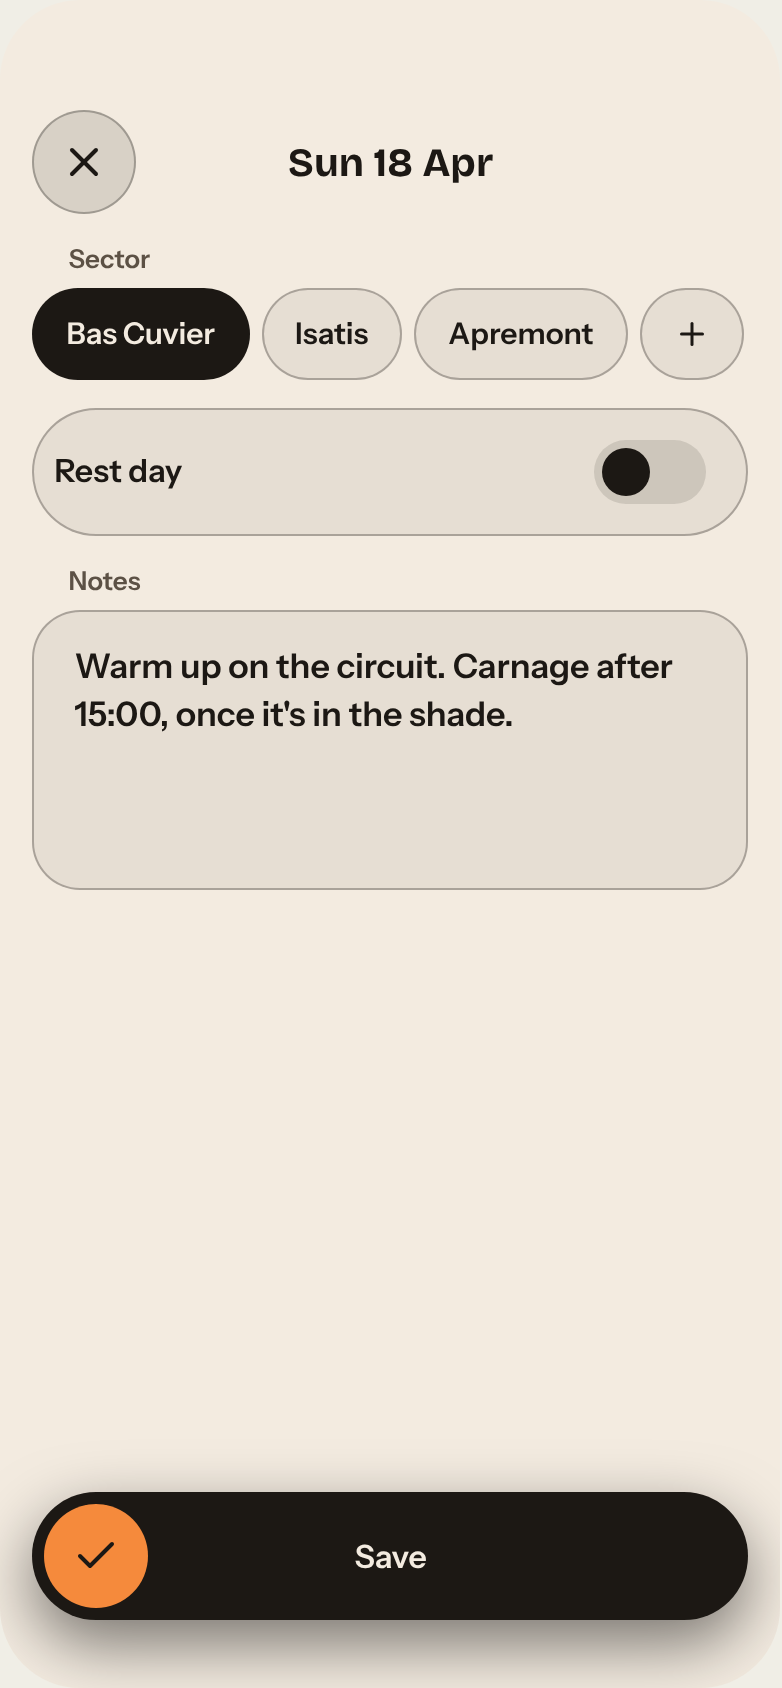 Sun 18 Apr
Sector
Bas Cuvier
Isatis
Apremont
Rest day
Notes
Warm up on the circuit. Carnage after
15:00, once it's in the shade.
Save